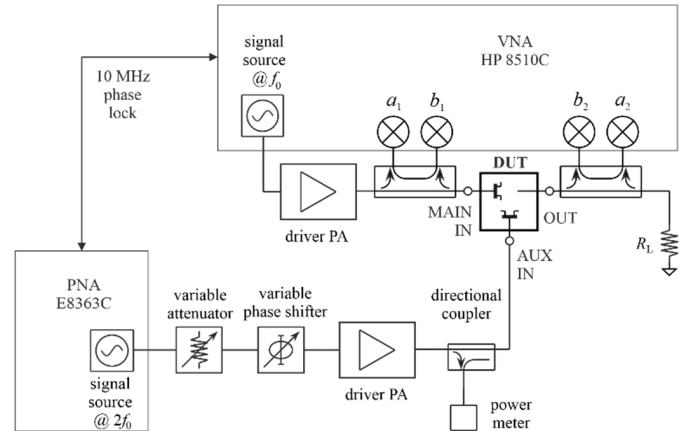 VNA
HP 8510C
signal
source
@ f₀
10 MHz
phase
lock
a₁
b₁
b₂
a₂
DUT
MAIN
IN
OUT
driver PA
R_L
AUX
IN
PNA
E8363C
variable
attenuator
variable
phase shifter
directional
coupler
Φ
signal
source
@ 2f₀
driver PA
power
meter